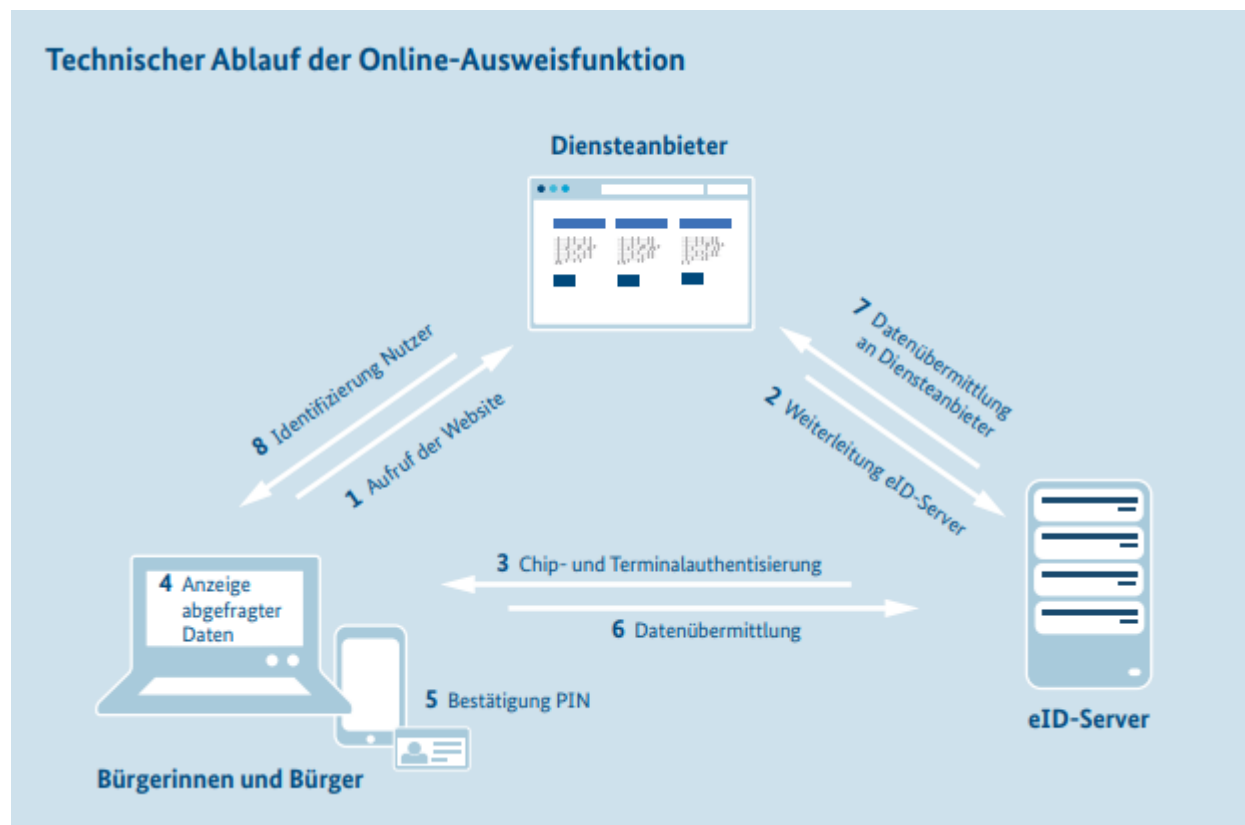 Technischer Ablauf der Online-Ausweisfunktion
Diensteanbieter
8 Identifizierung Nutzer
1 Aufruf der Website
7 Datenübermittlung
an Diensteanbieter
2 Weiterleitung eID-Server
3 Chip- und Terminalauthentisierung
4 Anzeige
abgefragter
Daten
6 Datenübermittlung
5 Bestätigung PIN
eID-Server
Bürgerinnen und Bürger